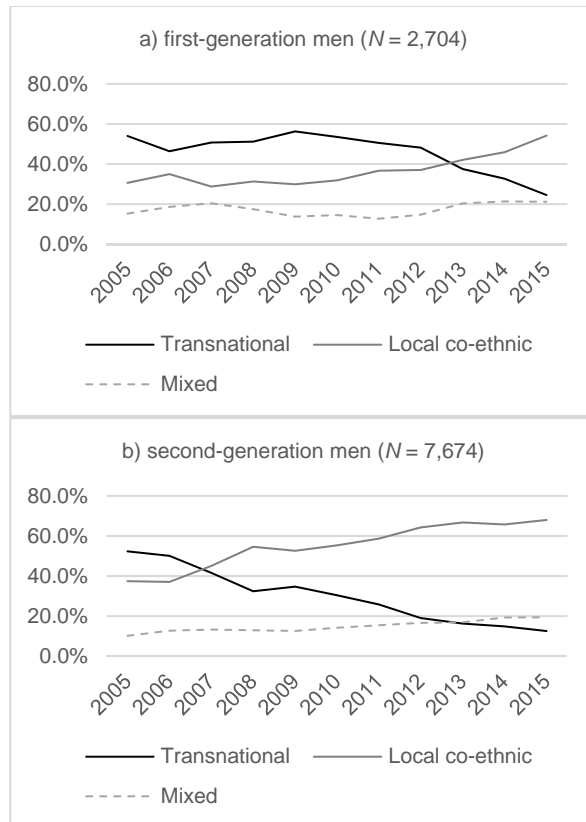 a) first-generation men (N = 2,704)
80.0%
60.0%
40.0%
20.0%
0.0%
2005 2006 2007 2008 2009 2010 2011 2012 2013 2014 2015
Transnational Local co-ethnic
Mixed
b) second-generation men (N = 7,674)
80.0%
60.0%
40.0%
20.0%
0.0%
2005 2006 2007 2008 2009 2010 2011 2012 2013 2014 2015
Transnational Local co-ethnic
Mixed